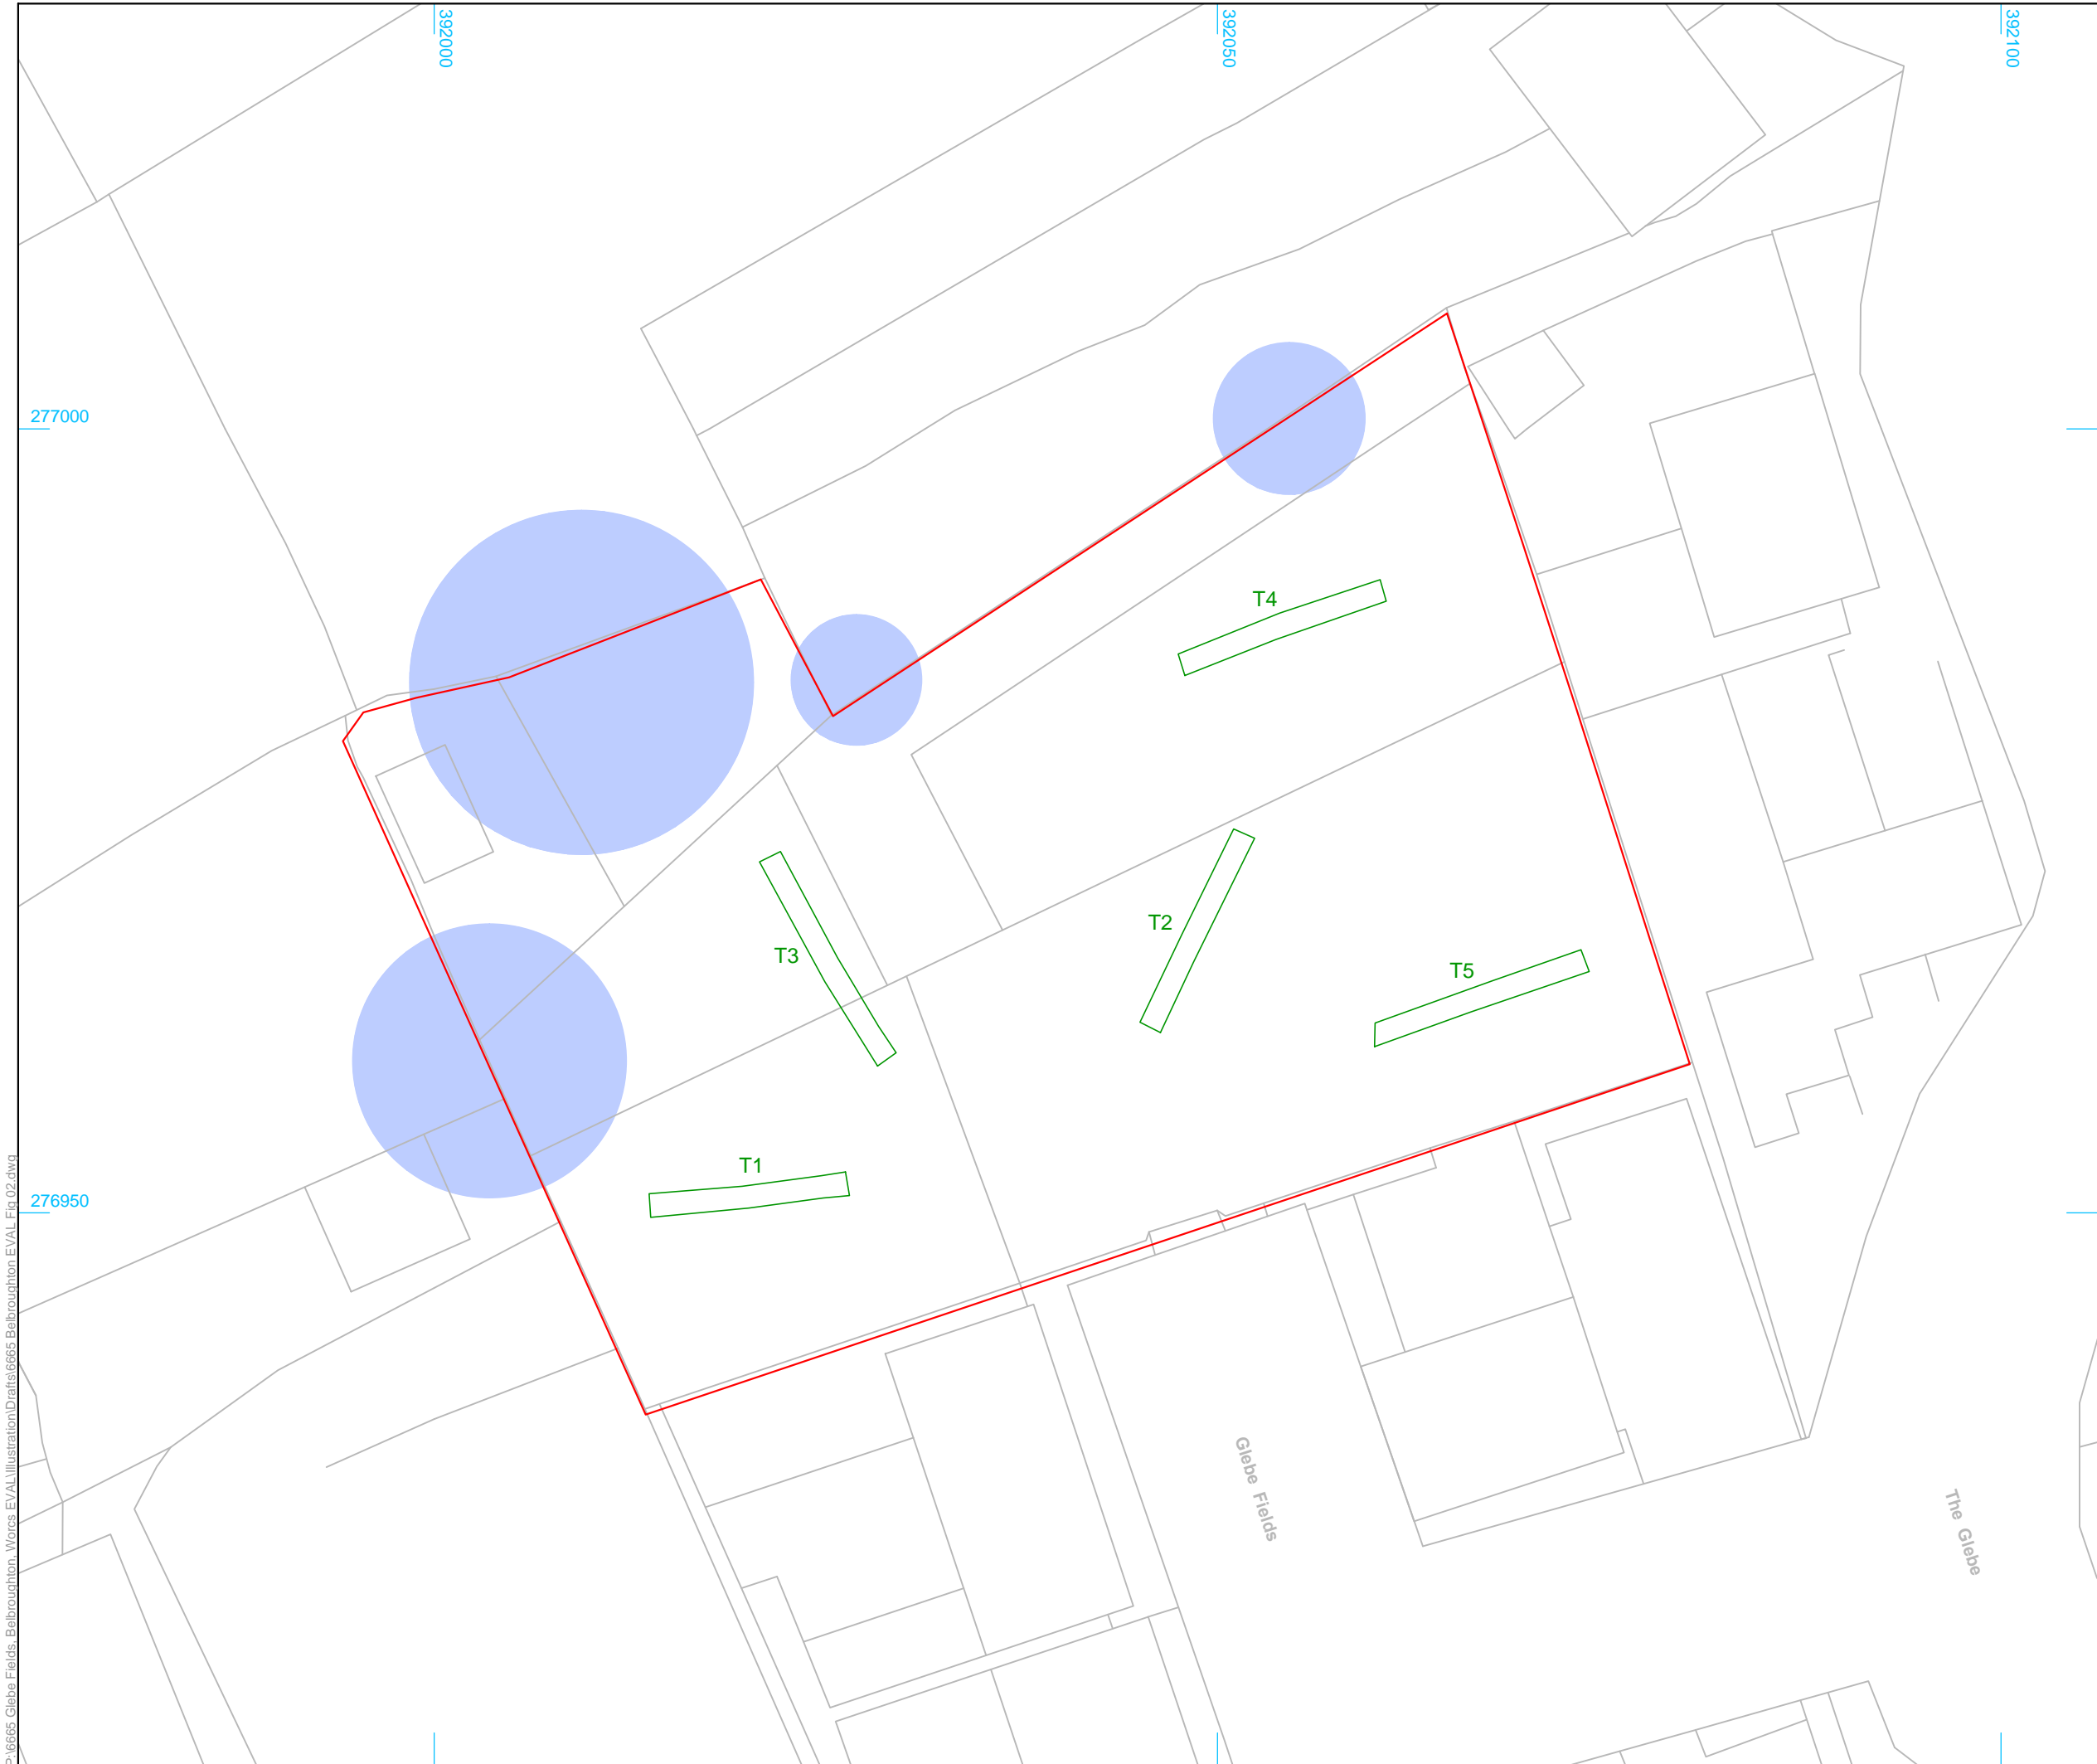 392000
392050
392100
277000
T4
T2
T3
T5
T1
276950
Glebe Fields
The Glebe
P:\6665 Glebe Fields, Belbroughton, Worcs EVAL\Illustration\Drafts\6665 Belbroughton EVAL Fig 02.dwg